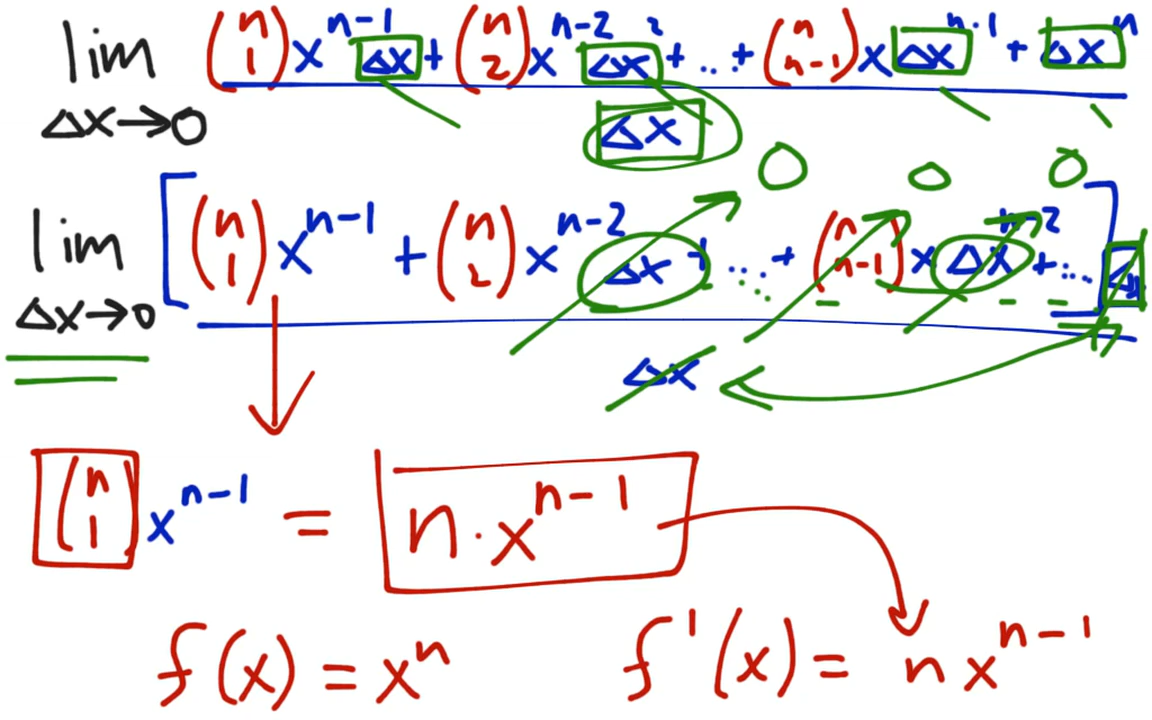 lim Δx→0 (n 1)x^n-1 Δx + (n 2)x^n-2 Δx^2 + ... + (n n-1)x Δx^n-1 + Δx^n
Δx
0 0 0
lim Δx→0 [(n 1)x^n-1 + (n 2)x^n-2 Δx + .... + (n n-1)x Δx^n-2 + ....]
Δx
(n 1)x^n-1 = n·x^n-1
f(x) = x^n f'(x) = nx^n-1